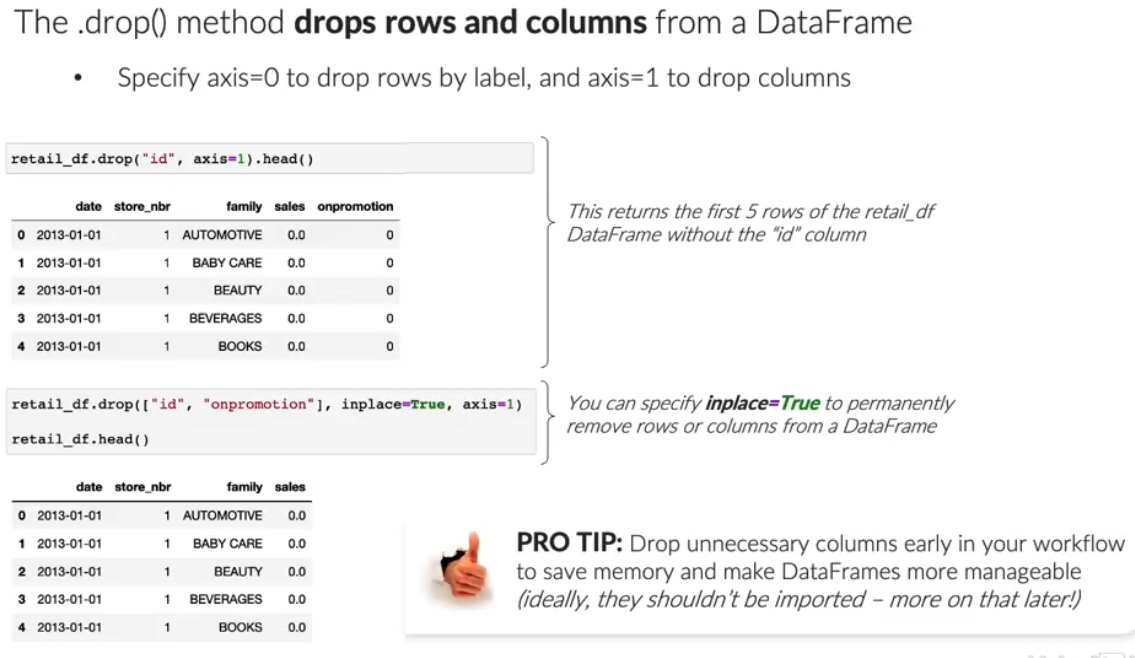 The .drop() method drops rows and columns from a DataFrame
• Specify axis=0 to drop rows by label, and axis=1 to drop columns
retail_df.drop("id", axis=1).head()
date store_nbr family sales onpromotion
0 2013-01-01 1 AUTOMOTIVE 0.0 0
1 2013-01-01 1 BABY CARE 0.0 0
2 2013-01-01 1 BEAUTY 0.0 0
3 2013-01-01 1 BEVERAGES 0.0 0
4 2013-01-01 1 BOOKS 0.0 0
This returns the first 5 rows of the retail_df
DataFrame without the "id" column
retail_df.drop(["id", "onpromotion"], inplace=True, axis=1)
retail_df.head()
You can specify inplace=True to permanently
remove rows or columns from a DataFrame
date store_nbr family sales
0 2013-01-01 1 AUTOMOTIVE 0.0
1 2013-01-01 1 BABY CARE 0.0
2 2013-01-01 1 BEAUTY 0.0
3 2013-01-01 1 BEVERAGES 0.0
4 2013-01-01 1 BOOKS 0.0
PRO TIP: Drop unnecessary columns early in your workflow
to save memory and make DataFrames more manageable
(ideally, they shouldn't be imported – more on that later!)